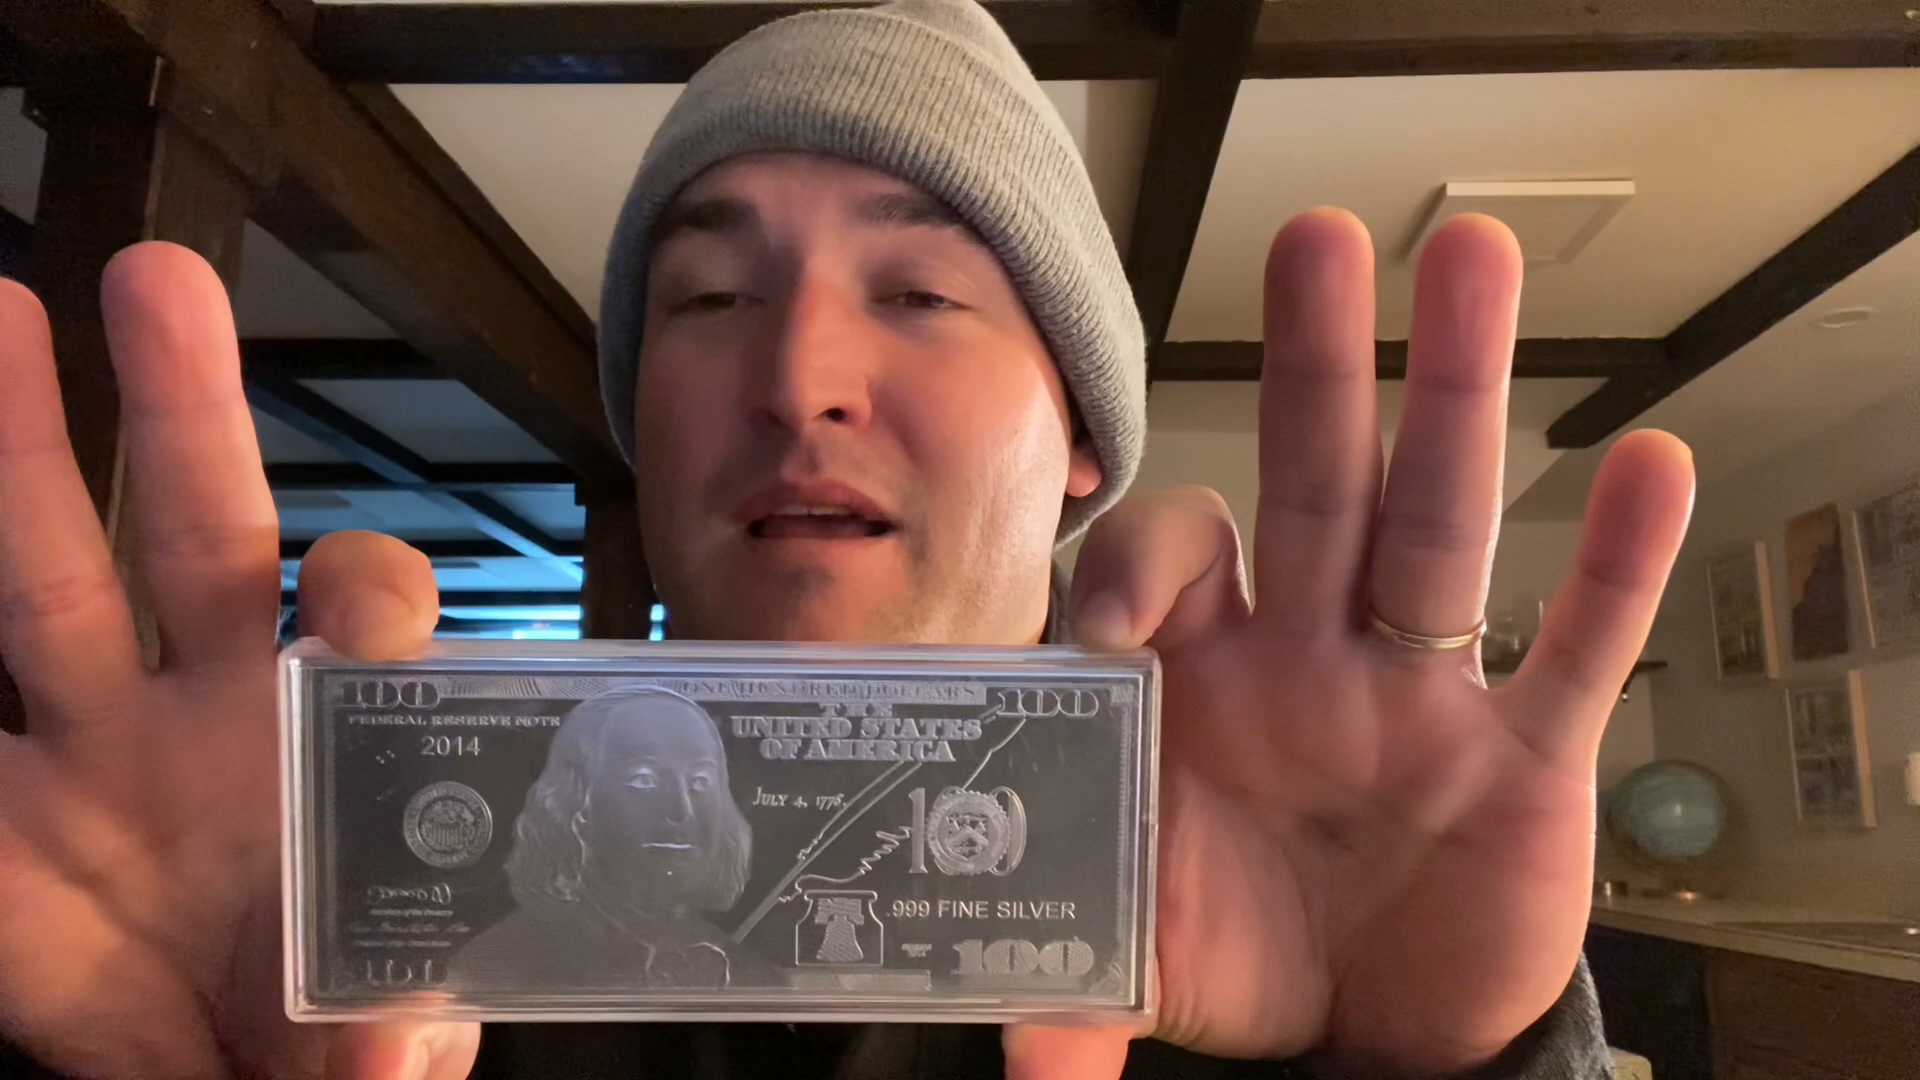 100
ONE HUNDRED DOLLARS
100
FEDERAL RESERVE NOTE
2014
THE
UNITED STATES
OF AMERICA
JULY 4, 1776,
100
.999 FINE SILVER
100